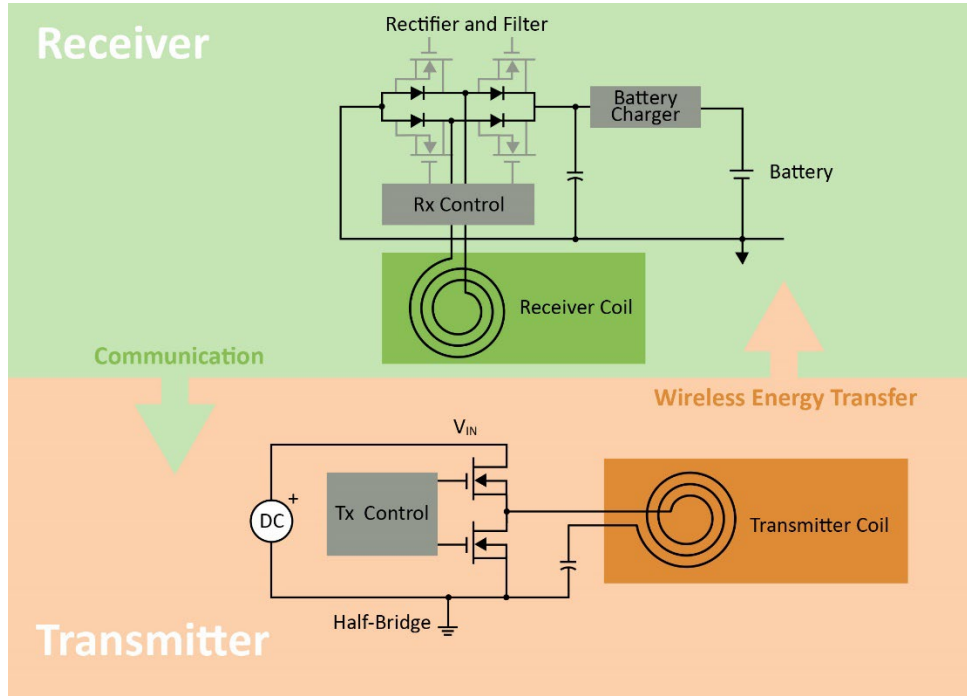 Receiver
Rectifier and Filter
Battery
Charger
Battery
Rx Control
Receiver Coil
Communication
Wireless Energy Transfer
V_IN
DC
+
Tx Control
Transmitter Coil
Half-Bridge
Transmitter